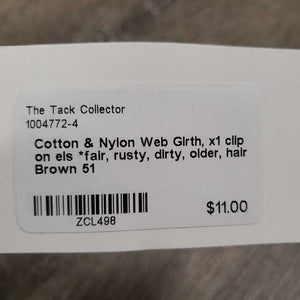 The Tack Collector
1004772-4
Cotton & Nylon Web Girth, x1 clip
on els *fair, rusty, dirty, older, hair
Brown 51
ZCL498
$11.00